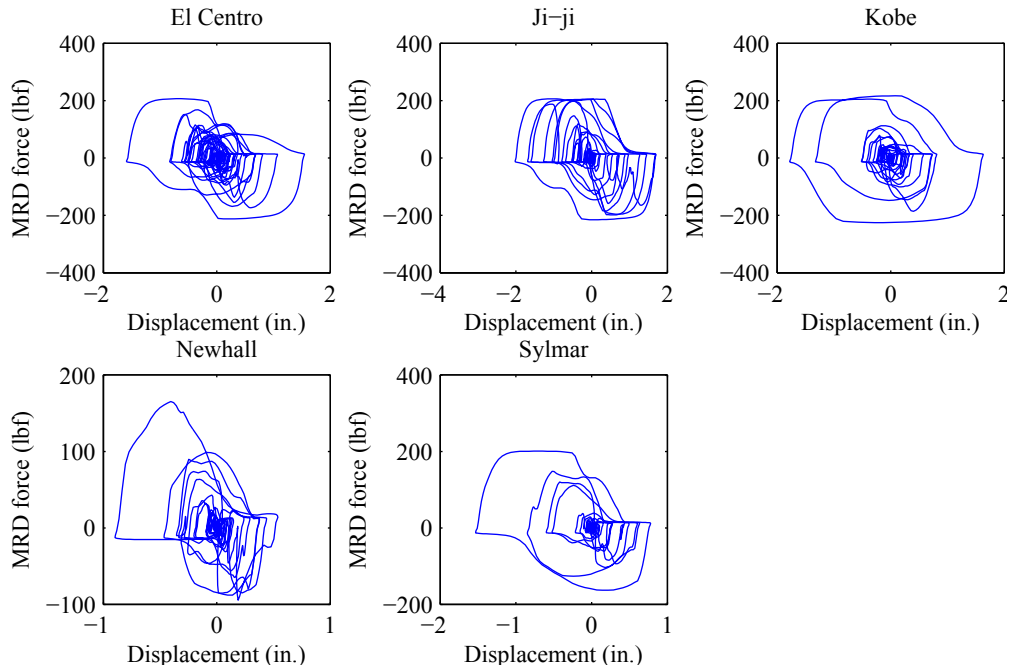 El Centro
MRD force (lbf)
400
200
0
−200
−400
−2
0
2
Displacement (in.)
Ji−ji
MRD force (lbf)
400
200
0
−200
−400
−4
−2
0
2
Displacement (in.)
Kobe
MRD force (lbf)
400
200
0
−200
−400
−2
0
2
Displacement (in.)
Newhall
MRD force (lbf)
200
100
0
−100
−1
0
1
Displacement (in.)
Sylmar
MRD force (lbf)
400
200
0
−200
−2
−1
0
1
Displacement (in.)